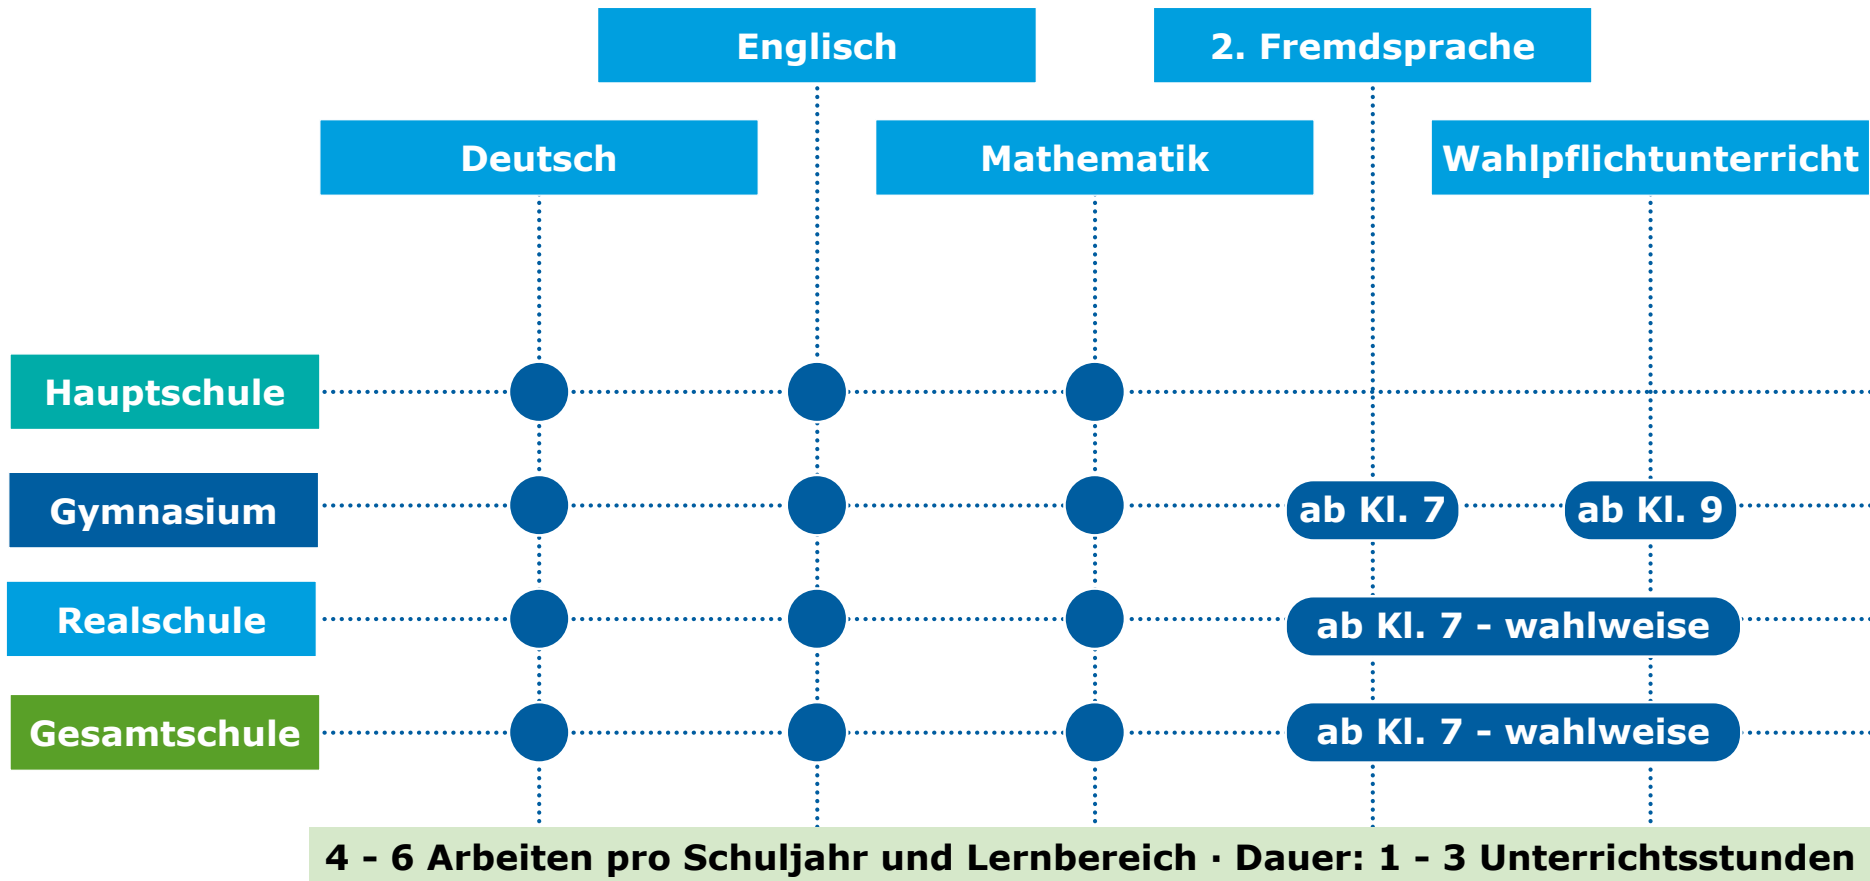 Englisch
2. Fremdsprache
Deutsch
Mathematik
Wahlpflichtunterricht
Hauptschule
Gymnasium
ab Kl. 7
ab Kl. 9
Realschule
ab Kl. 7 - wahlweise
Gesamtschule
ab Kl. 7 - wahlweise
4 - 6 Arbeiten pro Schuljahr und Lernbereich · Dauer: 1 - 3 Unterrichtsstunden